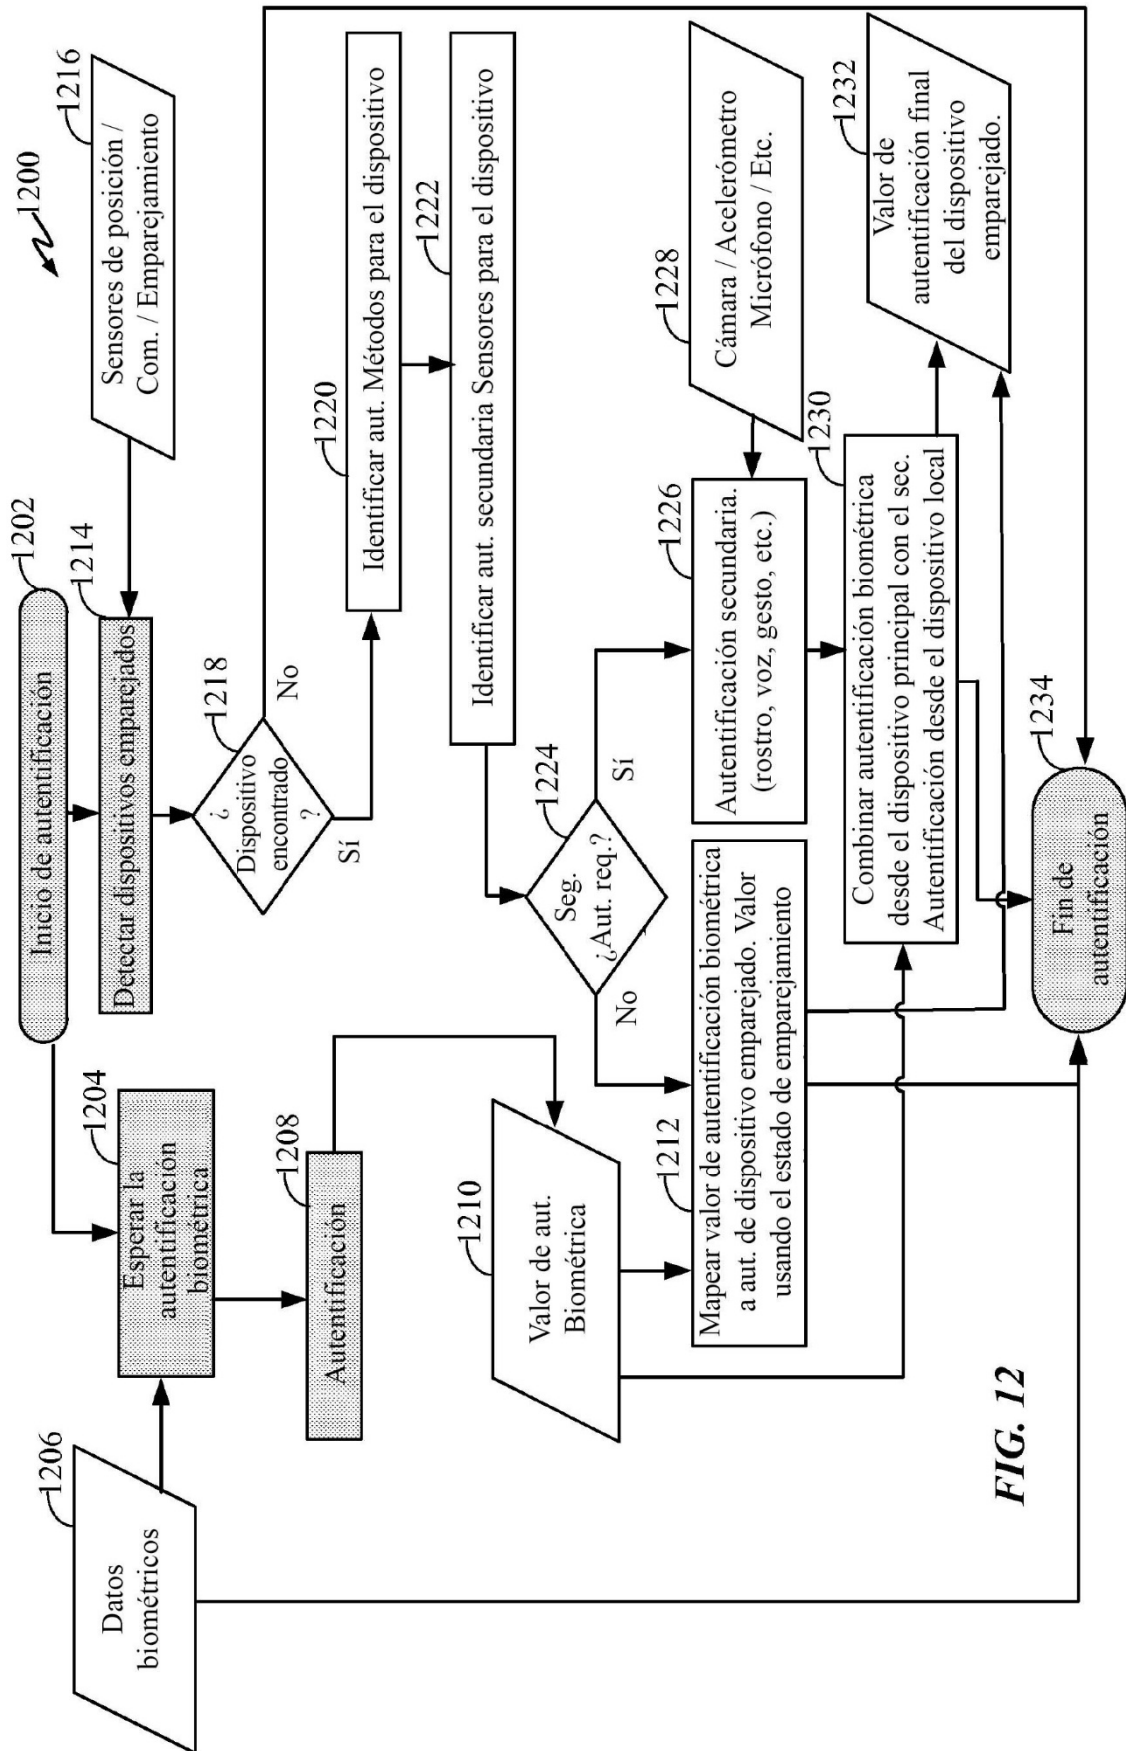 1200
1202
Inicio de autentificación
1216
Sensores de posición /
Com. / Emparejamiento
1214
Detectar dispositivos emparejados
1218
¿
Dispositivo
encontrado
?
No
Sí
1220
Identificar aut. Métodos para el dispositivo
1222
Identificar aut. secundaria Sensores para el dispositivo
1206
Datos
biométricos
1204
Esperar la
autentificación
biométrica
1208
Autentificación
1210
Valor de aut.
Biométrica
1224
Seg.
¿Aut. req.?
No
Sí
1212
Mapear valor de autentificación biométrica
a aut. de dispositivo emparejado. Valor
usando el estado de emparejamiento
1226
Autentificación secundaria.
(rostro, voz, gesto, etc.)
1228
Cámara / Acelerómetro
Micrófono / Etc.
1230
Combinar autentificación biométrica
desde el dispositivo principal con el sec.
Autentificación desde el dispositivo local
1232
Valor de
autentificación final
del dispositivo
emparejado.
1234
Fin de
autentificación
FIG. 12